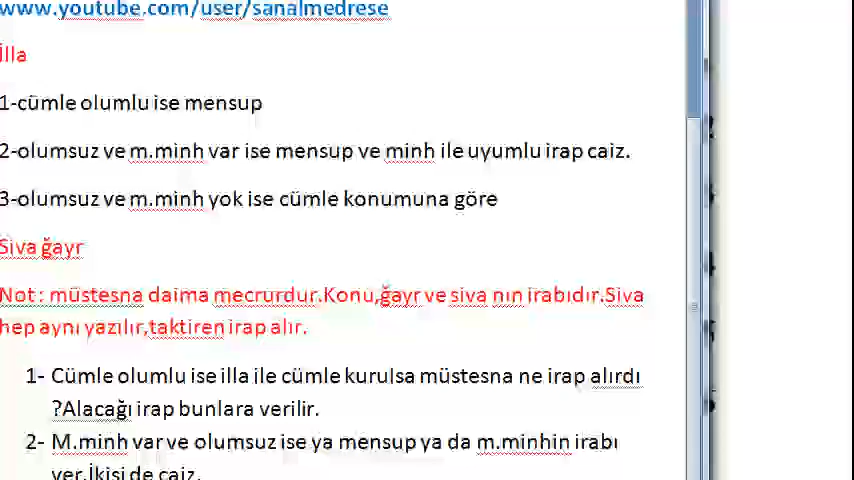 www.youtube.com/user/sanalmedrese
İlla
1-cümle olumlu ise mensup
2-olumsuz ve m.minh var ise mensup ve minh ile uyumlu irap caiz.
3-olumsuz ve m.minh yok ise cümle konumuna göre
Siva ğayr
Not : müstesna daima mecrurdur.Konu,ğayr ve siva nın irabıdır.Siva
hep aynı yazılır,taktiren irap alır.
1- Cümle olumlu ise illa ile cümle kurulsa müstesna ne irap alırdı
?Alacağı irap bunlara verilir.
2- M.minh var ve olumsuz ise ya mensup ya da m.minhin irabı
ver.İkisi de caiz.